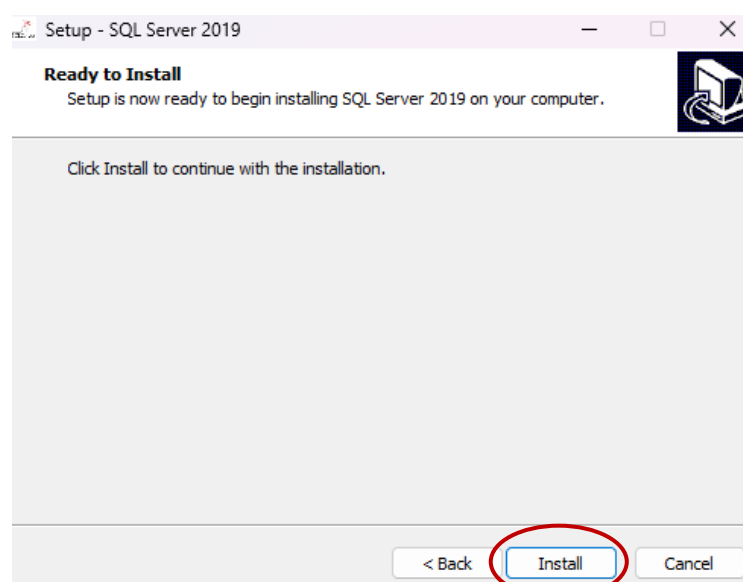 Setup - SQL Server 2019
Ready to Install
Setup is now ready to begin installing SQL Server 2019 on your computer.
Click Install to continue with the installation.
< Back
Install
Cancel